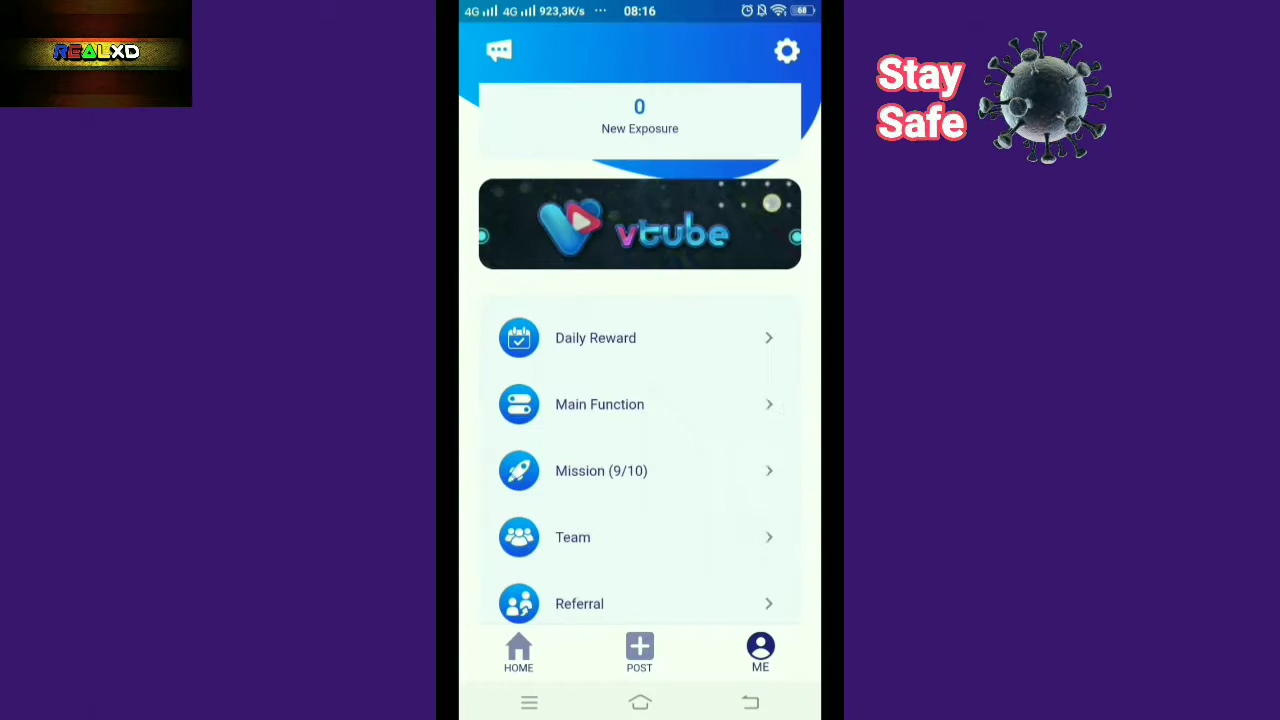 REALXD
4G 4G 923,3K/s ... 08:16 68
Stay
Safe
0
New Exposure
vtube
Daily Reward
Main Function
Mission (9/10)
Team
Referral
HOME POST ME